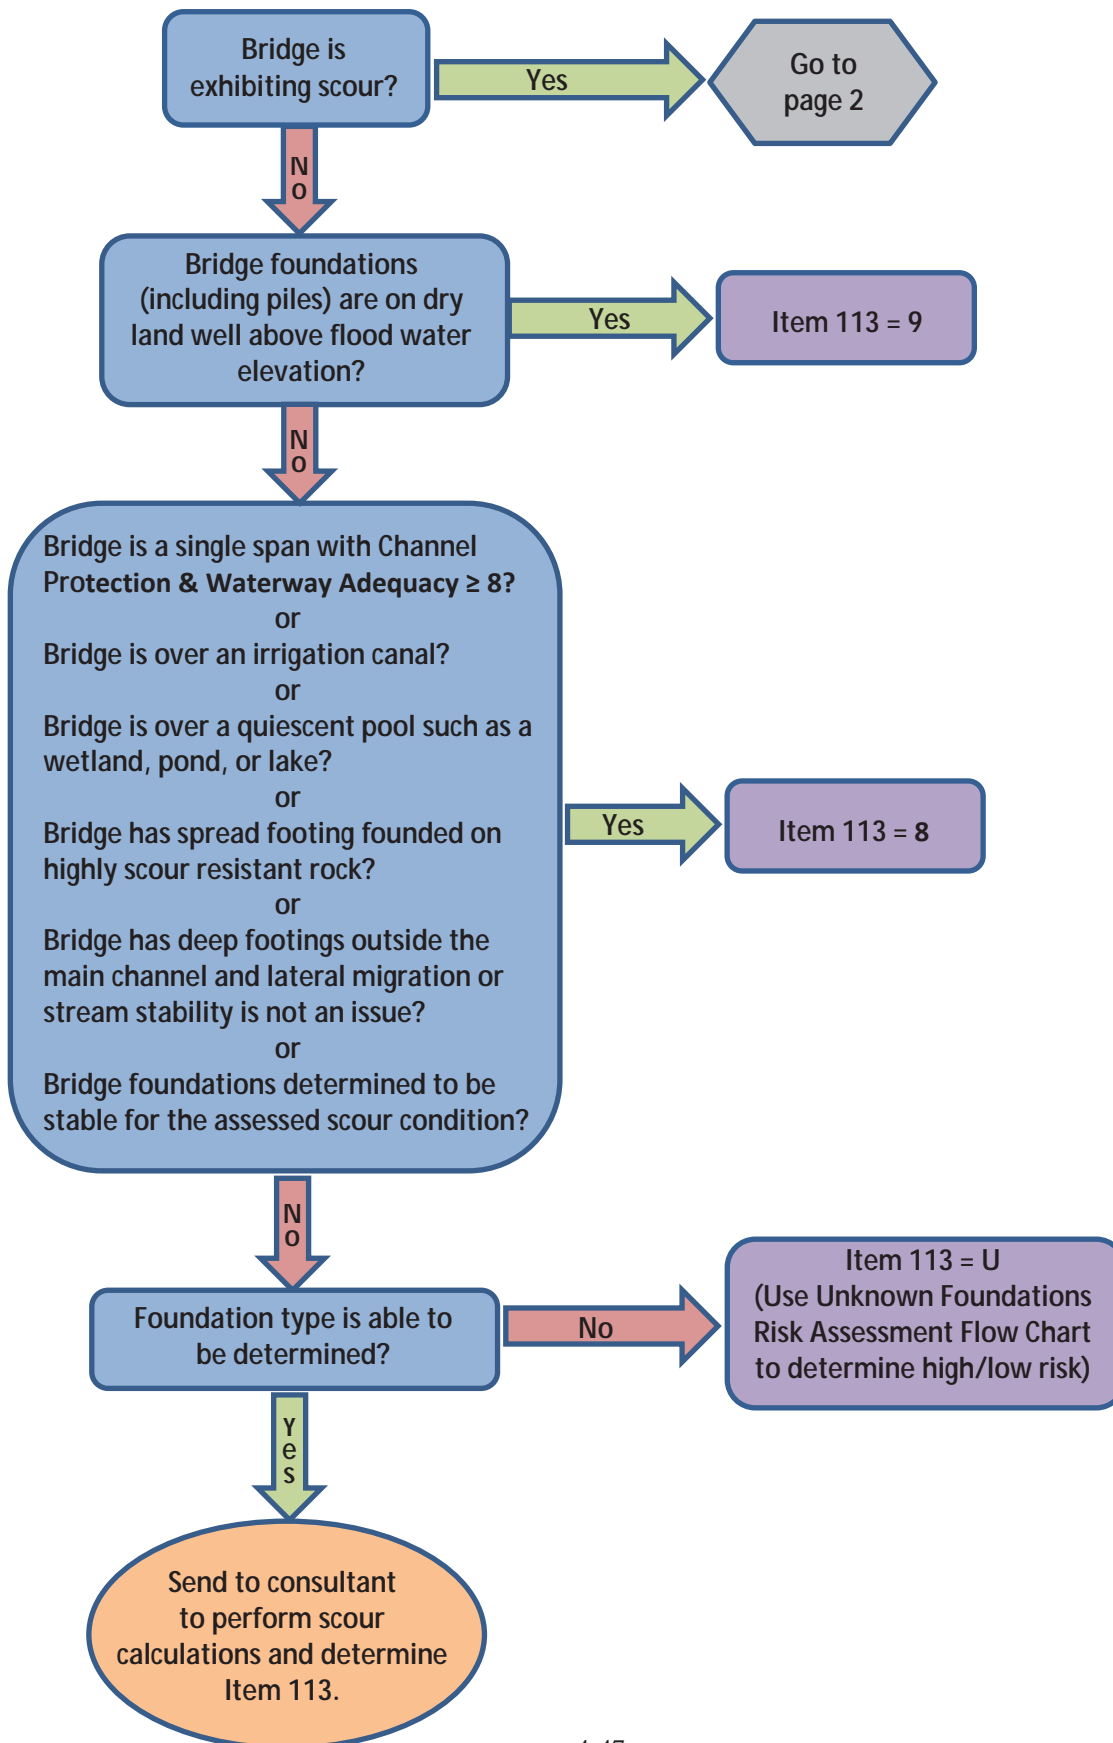 Bridge is
exhibiting scour?
Yes
Go to
page 2
No
Bridge foundations
(including piles) are on dry
land well above flood water
elevation?
Yes
Item 113 = 9
No
Bridge is a single span with Channel
Protection & Waterway Adequacy ≥ 8?
or
Bridge is over an irrigation canal?
or
Bridge is over a quiescent pool such as a
wetland, pond, or lake?
or
Bridge has spread footing founded on
highly scour resistant rock?
or
Bridge has deep footings outside the
main channel and lateral migration or
stream stability is not an issue?
or
Bridge foundations determined to be
stable for the assessed scour condition?
Yes
Item 113 = 8
No
Foundation type is able to
be determined?
No
Item 113 = U
(Use Unknown Foundations
Risk Assessment Flow Chart
to determine high/low risk)
Yes
Send to consultant
to perform scour
calculations and determine
Item 113.